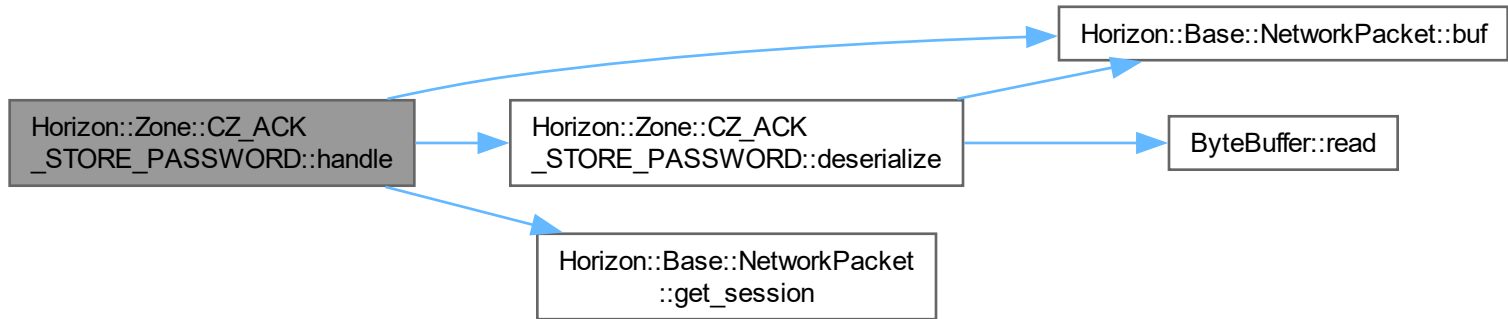 Horizon::Zone::CZ_ACK
_STORE_PASSWORD::handle
Horizon::Zone::CZ_ACK
_STORE_PASSWORD::deserialize
Horizon::Base::NetworkPacket::buf
ByteBuffer::read
Horizon::Base::NetworkPacket
::get_session